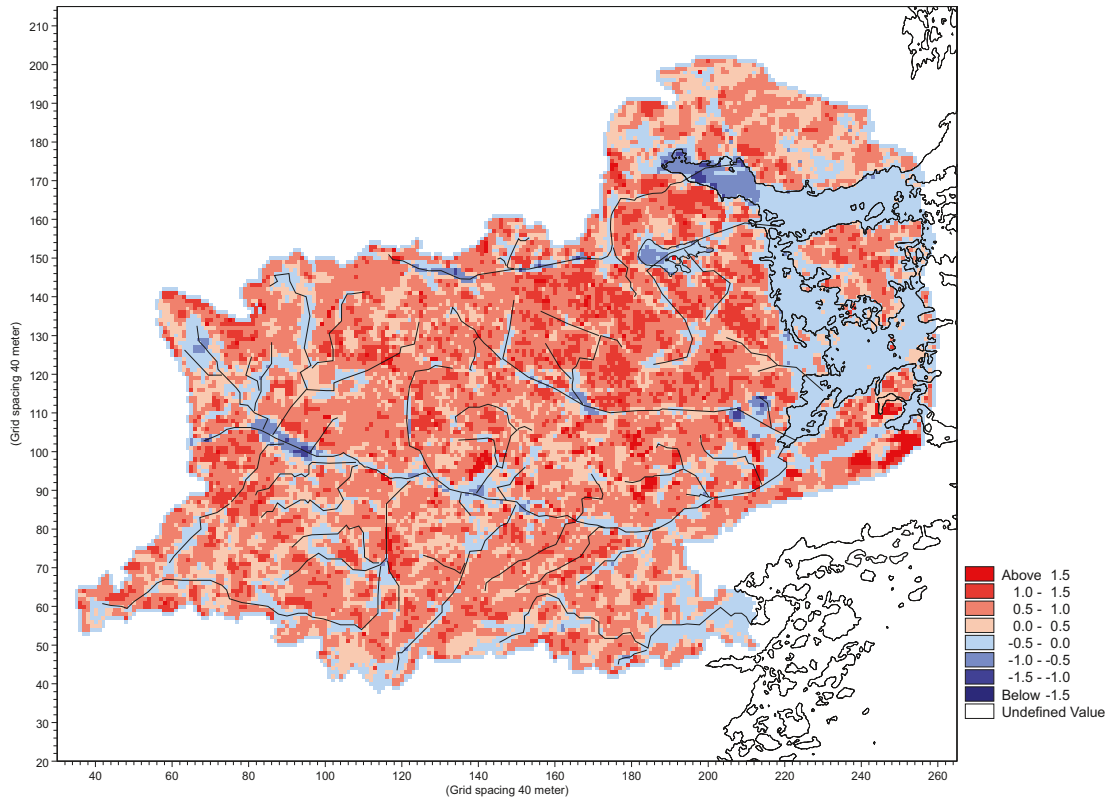 210
200
190
180
170
160
150
140
130
120
110
100
90
80
70
60
50
40
30
20
(Grid spacing 40 meter)
40 60 80 100 120 140 160 180 200 220 240 260
(Grid spacing 40 meter)
Above 1.5
1.0 - 1.5
0.5 - 1.0
0.0 - 0.5
-0.5 - 0.0
-1.0 - -0.5
-1.5 - -1.0
Below -1.5
Undefined Value